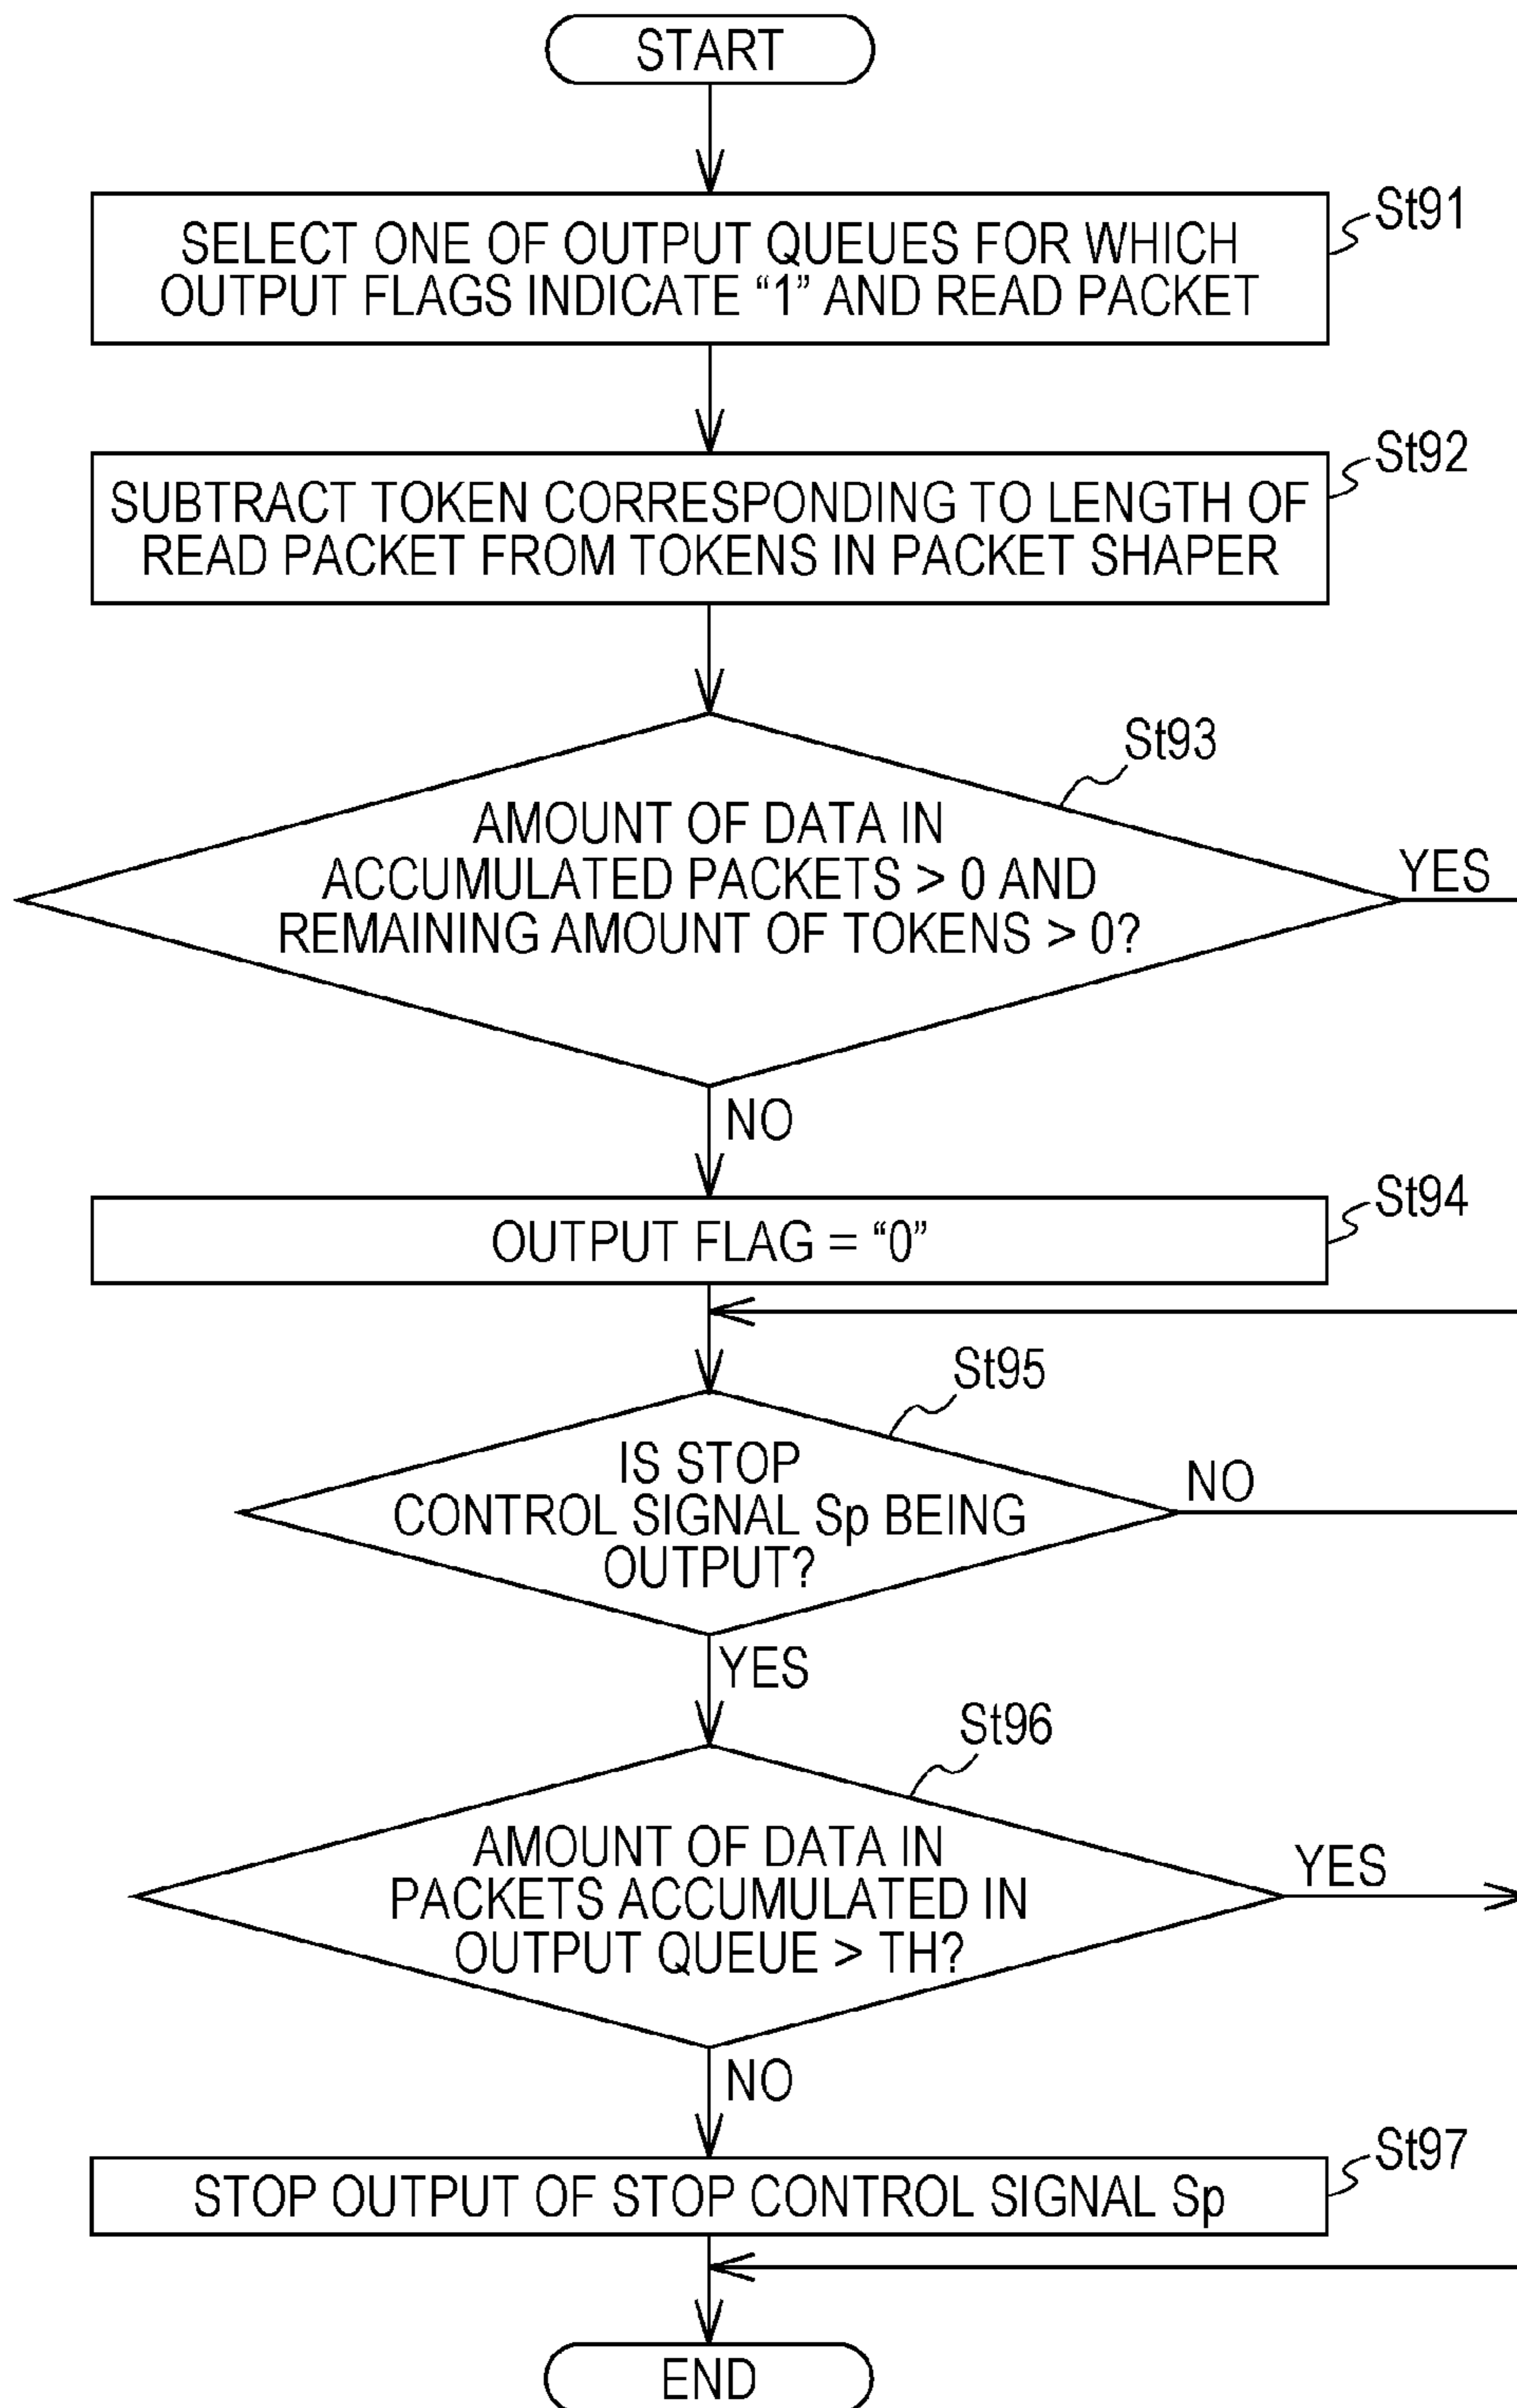 START
St91
SELECT ONE OF OUTPUT QUEUES FOR WHICH
OUTPUT FLAGS INDICATE “1” AND READ PACKET
St92
SUBTRACT TOKEN CORRESPONDING TO LENGTH OF
READ PACKET FROM TOKENS IN PACKET SHAPER
St93
AMOUNT OF DATA IN
ACCUMULATED PACKETS > 0 AND
REMAINING AMOUNT OF TOKENS > 0?
YES
NO
St94
OUTPUT FLAG = “0”
St95
IS STOP
CONTROL SIGNAL Sp BEING
OUTPUT?
NO
YES
St96
AMOUNT OF DATA IN
PACKETS ACCUMULATED IN
OUTPUT QUEUE > TH?
YES
NO
St97
STOP OUTPUT OF STOP CONTROL SIGNAL Sp
END